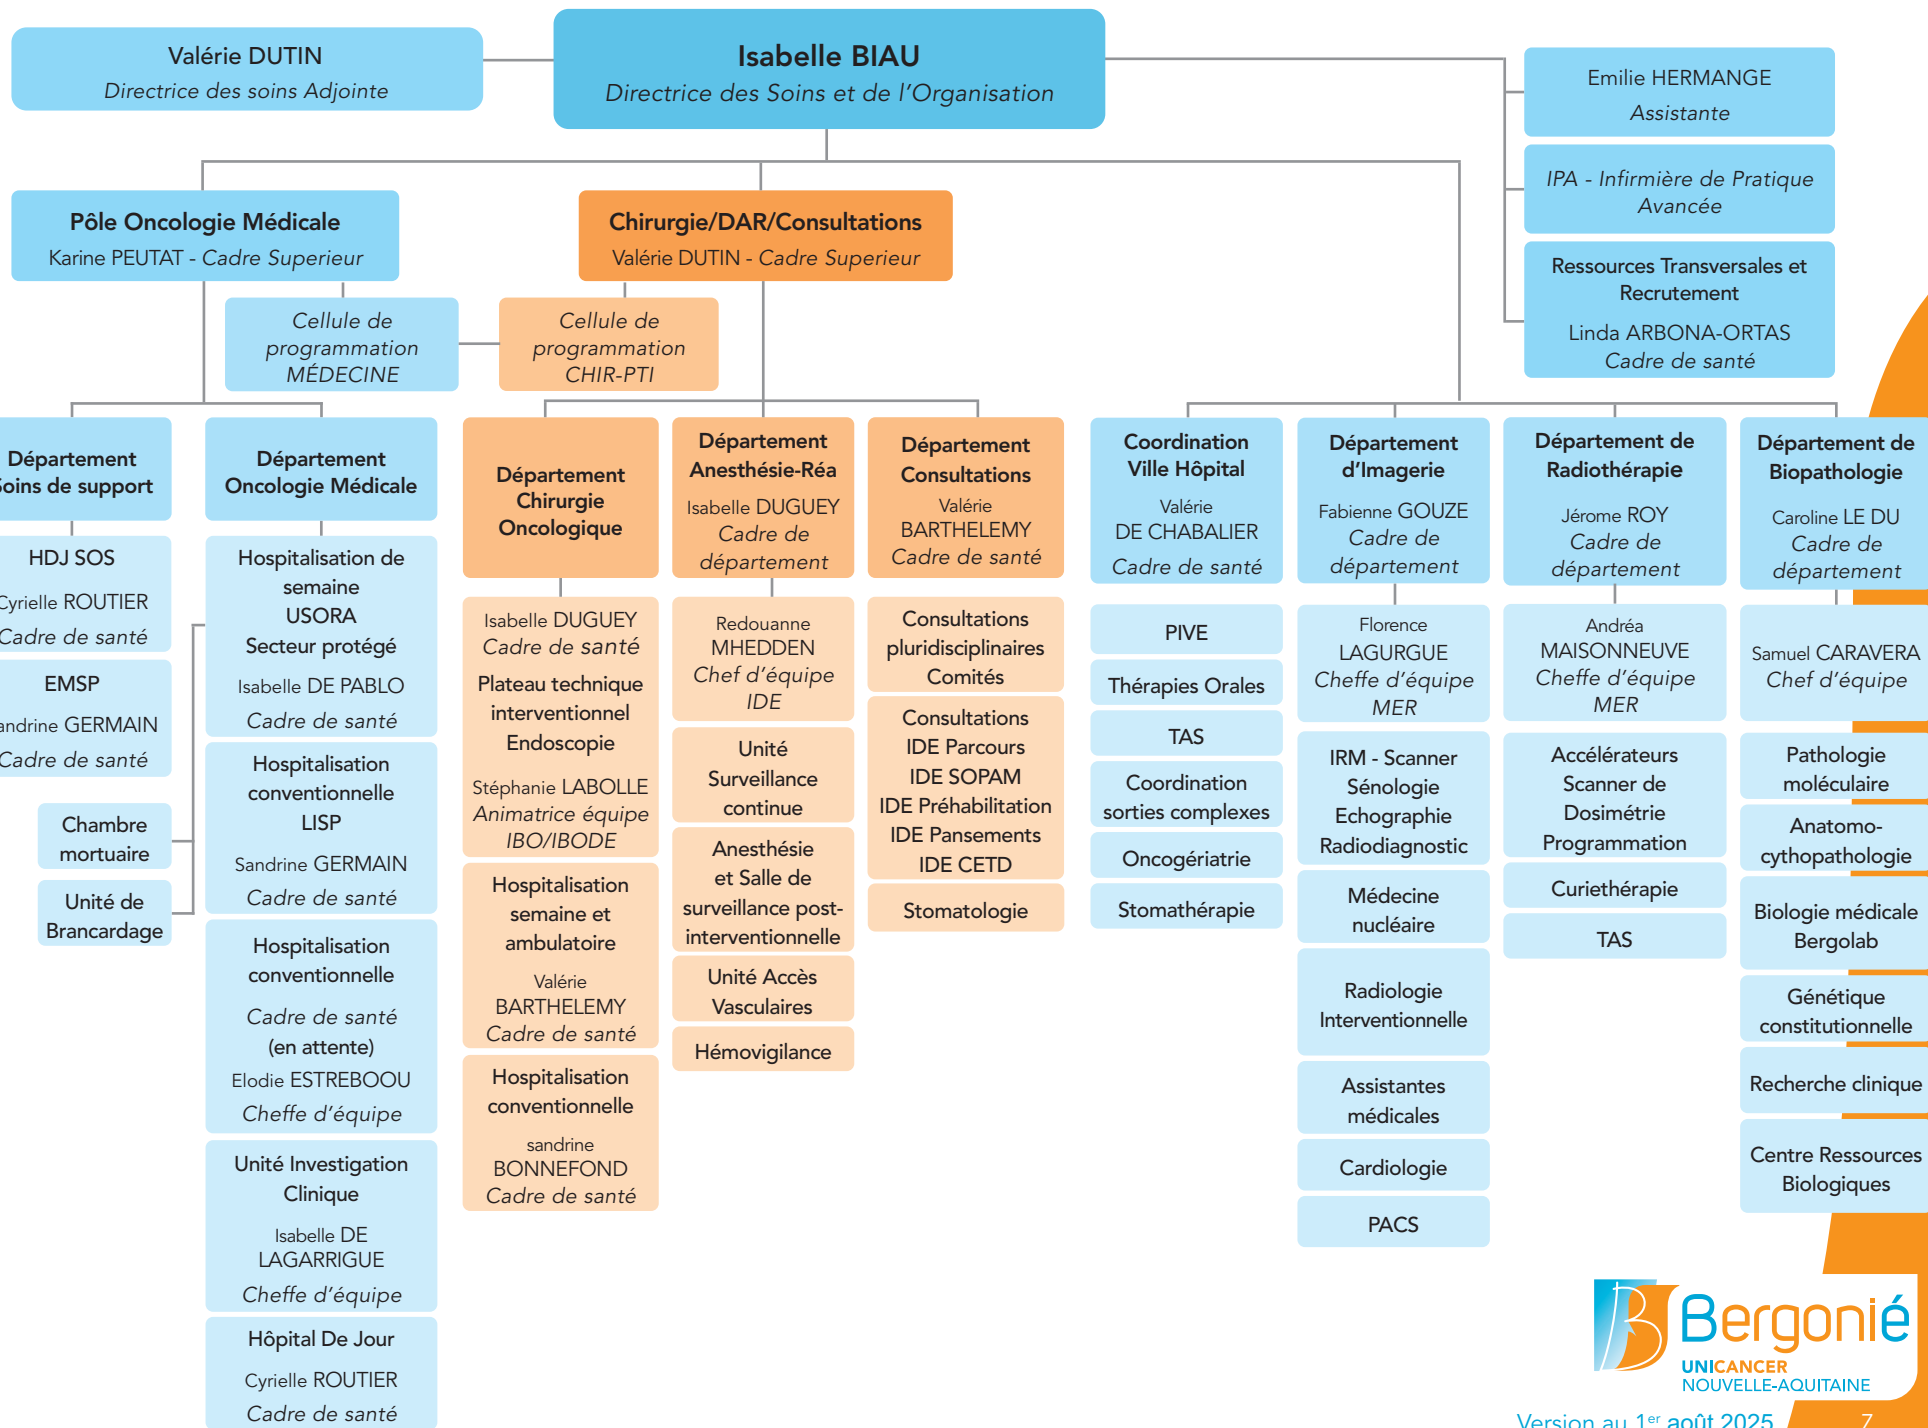 Valérie DUTIN
Directrice des soins Adjointe
Isabelle BIAU
Directrice des Soins et de l'Organisation
Emilie HERMANGE
Assistante
IPA - Infirmière de Pratique
Avancée
Ressources Transversales et
Recrutement
Linda ARBONA-ORTAS
Cadre de santé
Pôle Oncologie Médicale
Karine PEUTAT - Cadre Superieur
Chirurgie/DAR/Consultations
Valérie DUTIN - Cadre Superieur
Cellule de
programmation
MÉDECINE
Cellule de
programmation
CHIR-PTI
Département
Soins de support
HDJ SOS
Cyrielle ROUTIER
Cadre de santé
EMSP
Sandrine GERMAIN
Cadre de santé
Chambre
mortuaire
Unité de
Brancardage
Département
Oncologie Médicale
Hospitalisation de
semaine
USORA
Secteur protégé
Isabelle DE PABLO
Cadre de santé
Hospitalisation
conventionnelle
LISP
Sandrine GERMAIN
Cadre de santé
Hospitalisation
conventionnelle
Cadre de santé
(en attente)
Elodie ESTREBOOU
Cheffe d'équipe
Unité Investigation
Clinique
Isabelle DE
LAGARRIGUE
Cheffe d'équipe
Hôpital De Jour
Cyrielle ROUTIER
Cadre de santé
Département
Chirurgie
Oncologique
Isabelle DUGUEY
Cadre de santé
Plateau technique
interventionnel
Endoscopie
Stéphanie LABOLLE
Animatrice équipe
IBO/IBODE
Hospitalisation
semaine et
ambulatoire
Valérie
BARTHELEMY
Cadre de santé
Hospitalisation
conventionnelle
sandrine
BONNEFOND
Cadre de santé
Département
Anesthésie-Réa
Isabelle DUGUEY
Cadre de
département
Redouanne
MHEDDEN
Chef d'équipe
IDE
Unité
Surveillance
continue
Anesthésie
et Salle de
surveillance post-
interventionnelle
Unité Accès
Vasculaires
Hémovigilance
Département
Consultations
Valérie
BARTHELEMY
Cadre de santé
Consultations
pluridisciplinaires
Comités
Consultations
IDE Parcours
IDE SOPAM
IDE Préhabilitation
IDE Pansements
IDE CETD
Stomatologie
Coordination
Ville Hôpital
Valérie
DE CHABALIER
Cadre de santé
PIVE
Thérapies Orales
TAS
Coordination
sorties complexes
Oncogériatrie
Stomathérapie
Département
d'Imagerie
Fabienne GOUZE
Cadre de
département
Florence
LAGURGUE
Cheffe d'équipe
MER
IRM - Scanner
Sénologie
Echographie
Radiodiagnostic
Médecine
nucléaire
Radiologie
Interventionnelle
Assistantes
médicales
Cardiologie
PACS
Département de
Radiothérapie
Jérome ROY
Cadre de
département
Andréa
MAISONNEUVE
Cheffe d'équipe
MER
Accélérateurs
Scanner de
Dosimétrie
Programmation
Curiethérapie
TAS
Département de
Biopathologie
Caroline LE DU
Cadre de
département
Samuel CARAVERA
Chef d'équipe
Pathologie
moléculaire
Anatomo-
cythopathologie
Biologie médicale
Bergolab
Génétique
constitutionnelle
Recherche clinique
Centre Ressources
Biologiques
Bergonié
UNICANCER
NOUVELLE-AQUITAINE
Version au 1er août 2025
7